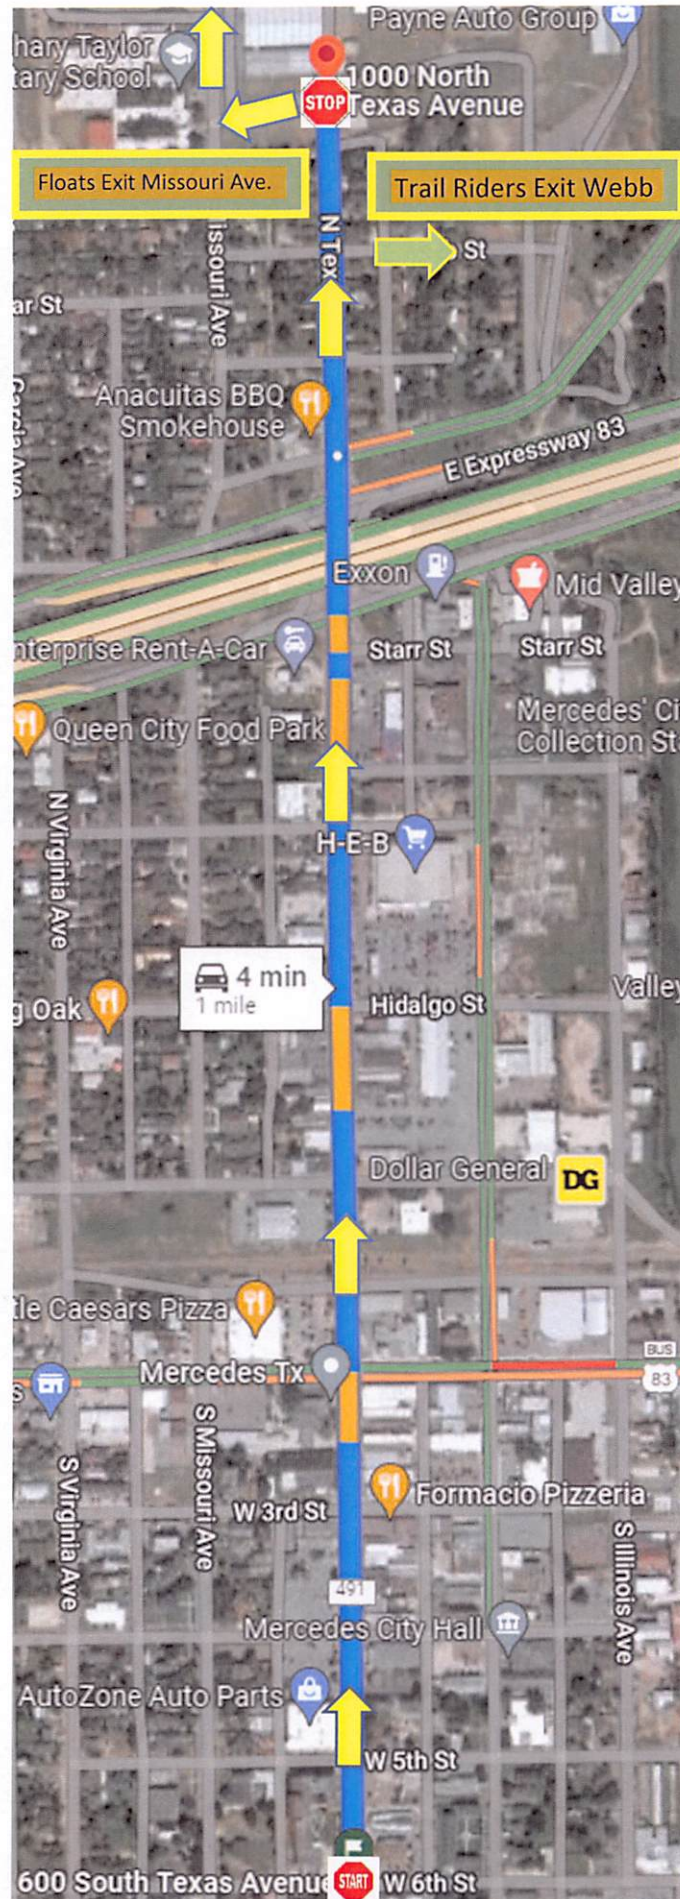 Payne Auto Group
hary Taylor
tary School
1000 North
Texas Avenue
STOP
Floats Exit Missouri Ave.
Trail Riders Exit Webb
N Tex
issouri Ave
St
ar St
Garcia Ave
Anacuitas BBQ
Smokehouse
E Expressway 83
Exxon
Mid Valley
nterprise Rent-A-Car
Starr St
Starr St
Queen City Food Park
Mercedes' Ci
Collection St
N Virginia Ave
H-E-B
4 min
1 mile
g Oak
Hidalgo St
Valley
Dollar General
DG
tle Caesars Pizza
Mercedes Tx
BUS
83
s
S Virginia Ave
S Missouri Ave
Formacio Pizzeria
W 3rd St
S Illinois Ave
491
Mercedes City Hall
AutoZone Auto Parts
W 5th St
600 South Texas Avenue
START
W 6th St